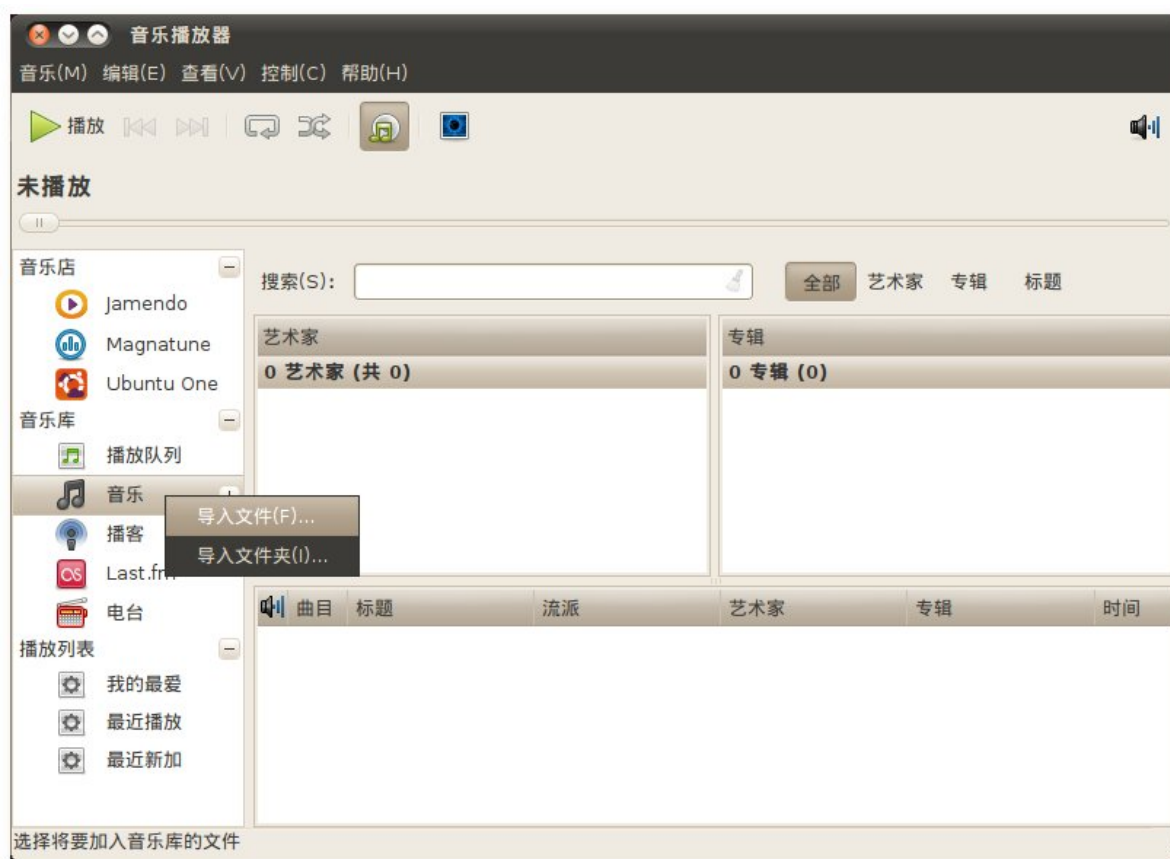 音乐播放器
音乐(M) 编辑(E) 查看(V) 控制(C) 帮助(H)
播放
未播放
音乐店
Jamendo
Magnatune
Ubuntu One
音乐库
播放队列
音乐
播客
Last.fm
电台
播放列表
我的最爱
最近播放
最近新加
导入文件(F)...
导入文件夹(I)...
搜索(S):
全部 艺术家 专辑 标题
艺术家 专辑
0 艺术家 (共 0) 0 专辑 (0)
曲目 标题 流派 艺术家 专辑 时间
选择将要加入音乐库的文件